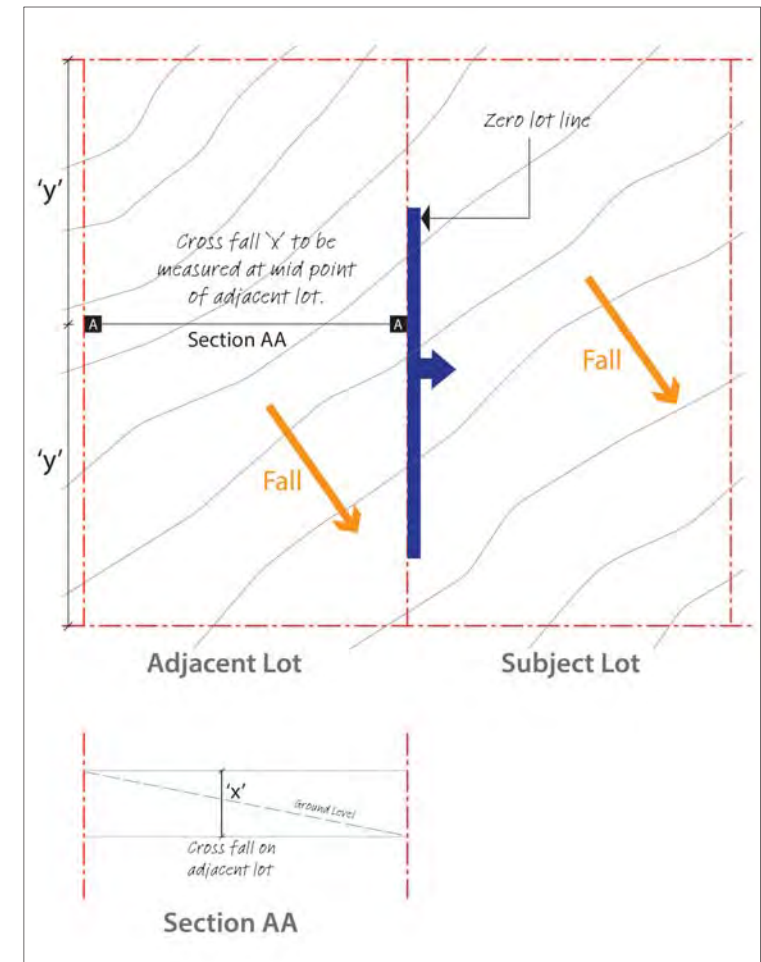 Zero lot line
'y'
Cross fall 'x' to be
measured at mid point
of adjacent lot.
A
A
Section AA
Fall
'y'
Fall
Adjacent Lot
Subject Lot
'x'
Ground Level
Cross fall on
adjacent lot
Section AA